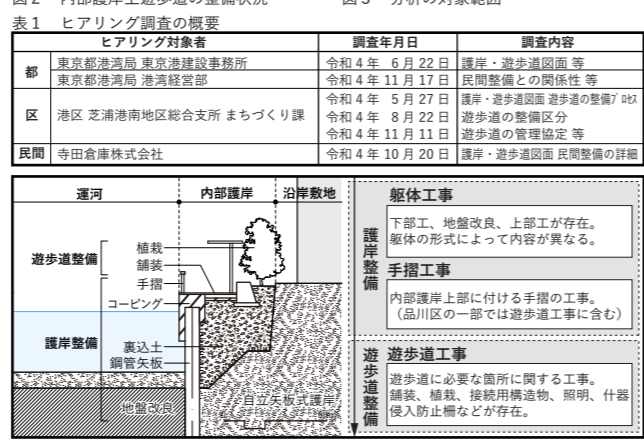 図2 内部護岸上遊歩道の整備状況
図3 分析の対象範囲
表1 ヒアリング調査の概要
ヒアリング対象者 調査年月日 調査内容
都 東京都港湾局 東京港建設事務所 令和4年 6月22日 護岸・遊歩道図面 等
東京都港湾局 港湾経営部 令和4年11月17日 民間整備との関係性 等
区 港区 芝浦港南地区総合支所 まちづくり課 令和4年 5月27日 護岸・遊歩道図面 遊歩道の整備プロセス
令和4年 8月22日 遊歩道の整備区分
令和4年11月11日 遊歩道の管理協定 等
民間 寺田倉庫株式会社 令和4年10月20日 護岸・遊歩道図面 民間整備の詳細
運河 内部護岸 沿岸敷地
遊歩道整備
植栽
舗装
手摺
コーピング
護岸整備
裏込土
鋼管矢板
地盤改良
自立矢板式護岸
護岸整備
躯体工事
下部工、地盤改良、上部工が存在。
躯体の形式によって内容が異なる。
手摺工事
内部護岸上部に付ける手摺の工事。
（品川区の一部では遊歩道工事に含む）
遊歩道整備
遊歩道工事
遊歩道に必要な箇所に関する工事。
舗装、植栽、接続用構造物、照明、什器
侵入防止柵などが存在。